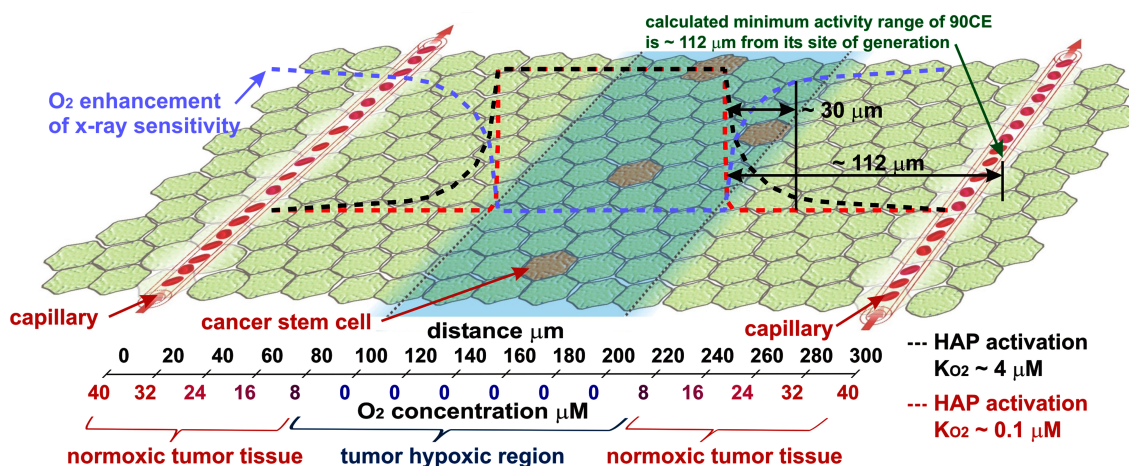 calculated minimum activity range of 90CE
is ~ 112 μm from its site of generation
O2 enhancement
of x-ray sensitivity
~ 30 μm
~ 112 μm
capillary
cancer stem cell
capillary
distance μm
0 20 40 60 80 100 120 140 160 180 200 220 240 260 280 300
40 32 24 16 8 0 0 0 0 0 0 8 16 24 32 40
O2 concentration μM
normoxic tumor tissue
tumor hypoxic region
normoxic tumor tissue
HAP activation
KO2 ~ 4 μM
HAP activation
KO2 ~ 0.1 μM